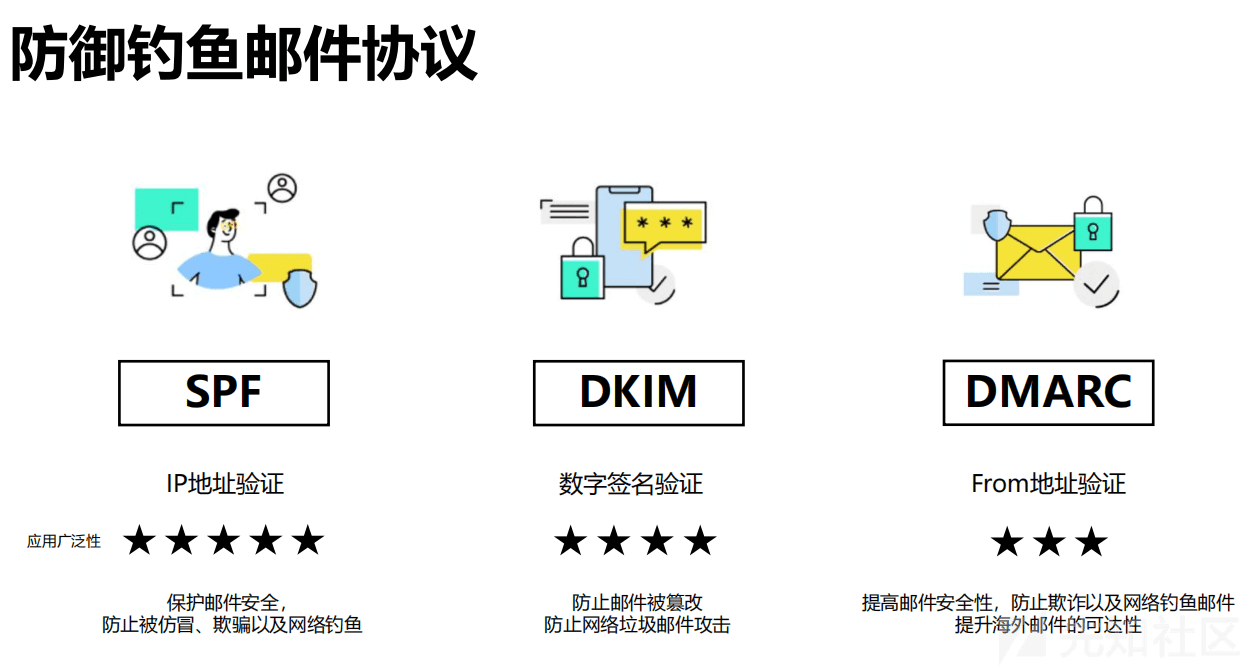 防御钓鱼邮件协议
***
SPF
DKIM
DMARC
IP地址验证
数字签名验证
From地址验证
应用广泛性 ★★★★★
★★★★
★★★
保护邮件安全，
防止被仿冒、欺骗以及网络钓鱼
防止邮件被篡改
防止网络垃圾邮件攻击
提高邮件安全性，防止欺诈以及网络钓鱼邮件
提升海外邮件的可达性
先知社区